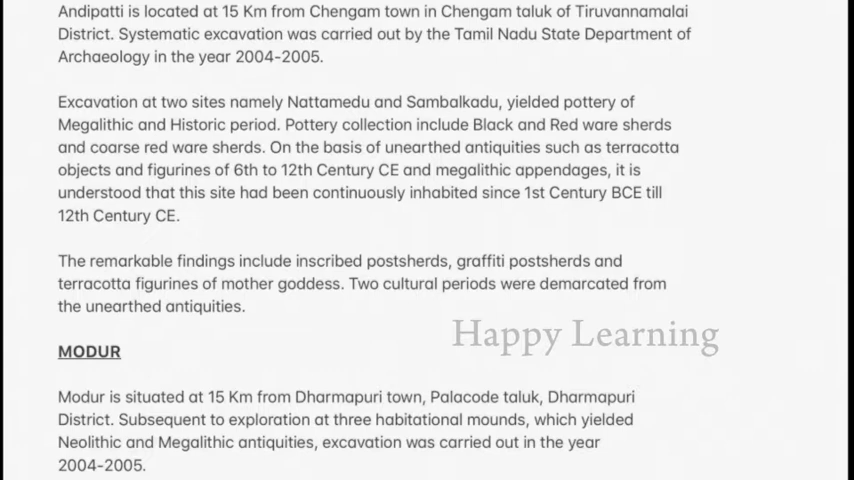 Andipatti is located at 15 Km from Chengam town in Chengam taluk of Tiruvannamalai
District. Systematic excavation was carried out by the Tamil Nadu State Department of
Archaeology in the year 2004-2005.
Excavation at two sites namely Nattamedu and Sambalkadu, yielded pottery of
Megalithic and Historic period. Pottery collection include Black and Red ware sherds
and coarse red ware sherds. On the basis of unearthed antiquities such as terracotta
objects and figurines of 6th to 12th Century CE and megalithic appendages, it is
understood that this site had been continuously inhabited since 1st Century BCE till
12th Century CE.
The remarkable findings include inscribed postsherds, graffiti postsherds and
terracotta figurines of mother goddess. Two cultural periods were demarcated from
the unearthed antiquities.
Happy Learning
MODUR
Modur is situated at 15 Km from Dharmapuri town, Palacode taluk, Dharmapuri
District. Subsequent to exploration at three habitational mounds, which yielded
Neolithic and Megalithic antiquities, excavation was carried out in the year
2004-2005.